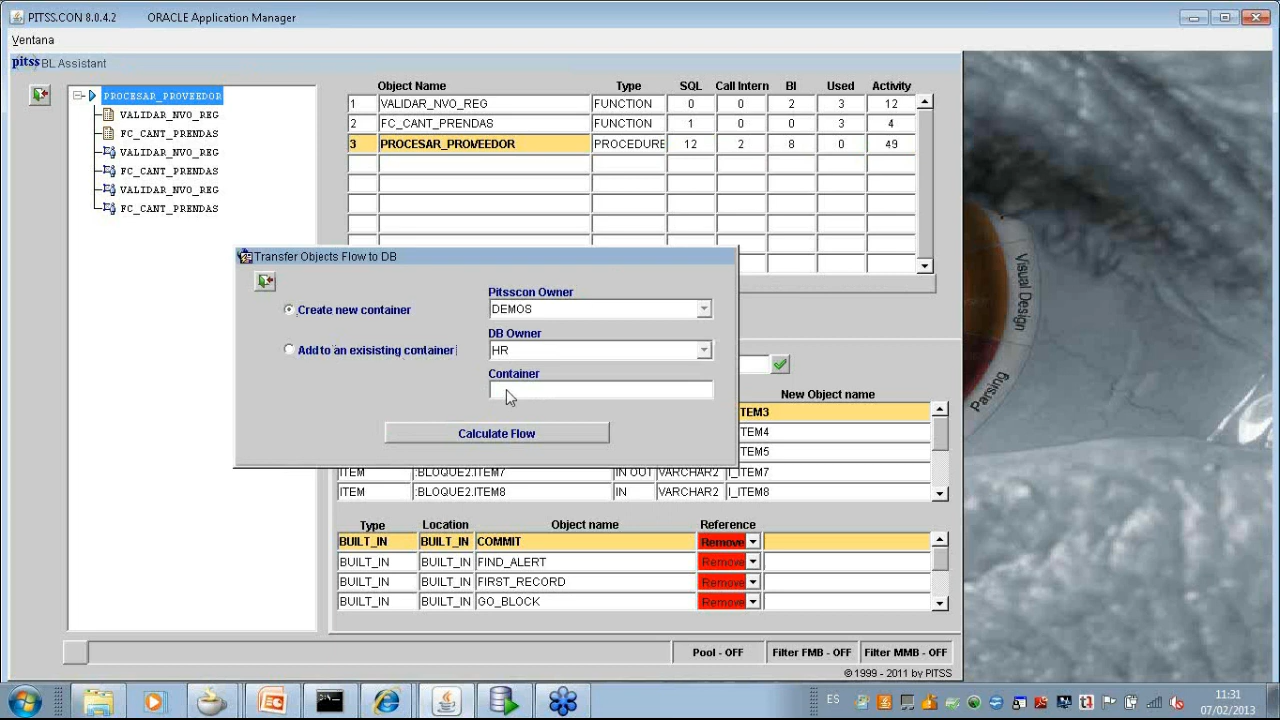 PITSS.CON 8.0.4.2 ORACLE Application Manager
Ventana
pitss BL Assistant
PROCESAR_PROVEEDOR
VALIDAR_NVO_REG
FC_CANT_PRENDAS
VALIDAR_NVO_REG
FC_CANT_PRENDAS
VALIDAR_NVO_REG
FC_CANT_PRENDAS
Object Name Type SQL Call Intern BI Used Activity
1 VALIDAR_NVO_REG FUNCTION 0 0 2 3 12
2 FC_CANT_PRENDAS FUNCTION 1 0 0 3 4
3 PROCESAR_PROVEEDOR PROCEDURE 12 2 8 0 49
Transfer Objects Flow to DB
Pitsscon Owner
Create new container DEMOS
DB Owner
Add to an exisisting container HR
Container
Calculate Flow
New Object name
_ITEM3
TEM4
TEM5
ITEM :BLOQUE2.ITEM7 IN OUT VARCHAR2 I_ITEM7
ITEM :BLOQUE2.ITEM8 IN VARCHAR2 I_ITEM8
Type Location Object name Reference
BUILT_IN BUILT_IN COMMIT Remove
BUILT_IN BUILT_IN FIND_ALERT Remove
BUILT_IN BUILT_IN FIRST_RECORD Remove
BUILT_IN BUILT_IN GO_BLOCK Remove
Pool - OFF Filter FMB - OFF Filter MMB - OFF
© 1999 - 2011 by PITSS
Visual Design
Parsing
ES 11:31
07/02/2013